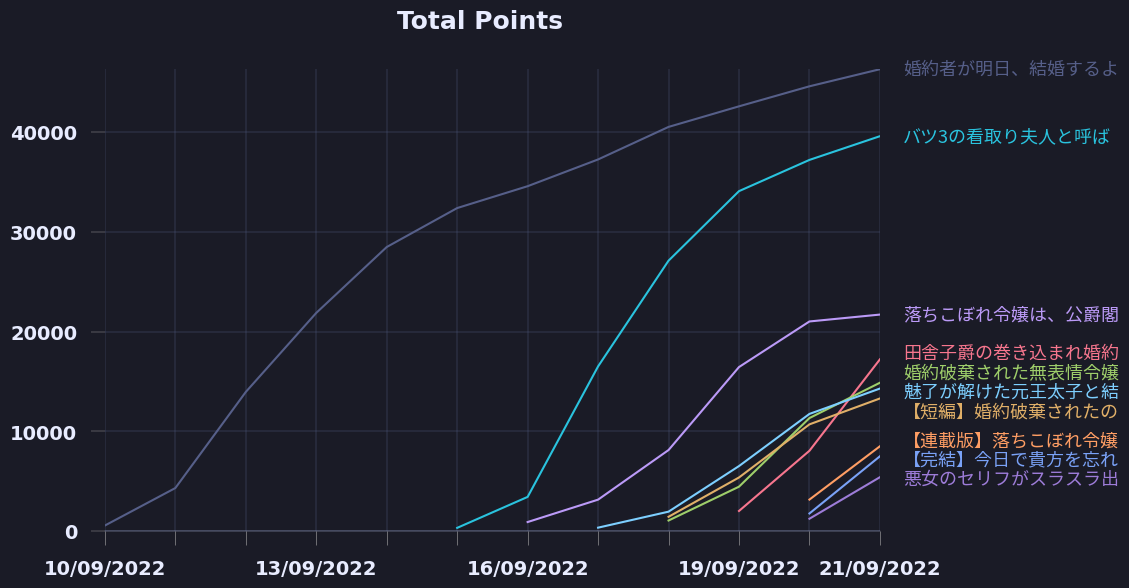 Total Points
婚約者が明日、結婚するよ
40000
バツ3の看取り夫人と呼ば
30000
20000
落ちこぼれ令嬢は、公爵閣
田舎子爵の巻き込まれ婚約
婚約破棄された無表情令嬢
魅了が解けた元王太子と結
【短編】婚約破棄されたの
10000
【連載版】落ちこぼれ令嬢
【完結】今日で貴方を忘れ
悪女のセリフがスラスラ出
0
10/09/2022 13/09/2022 16/09/2022 19/09/2022 21/09/2022